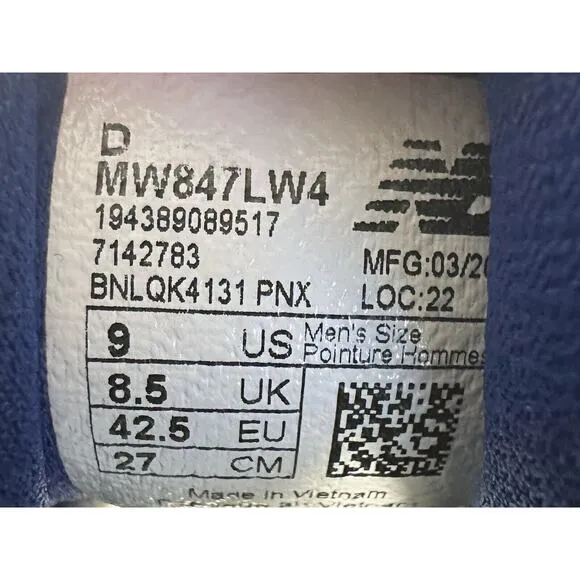 D
MW847LW4
194389089517
7142783
BNLQK4131 PNX
MFG:03/20
LOC:22
9 US
8.5 UK
42.5 EU
27 CM
Men's Size
Pointure Hommes
Made in Vietnam